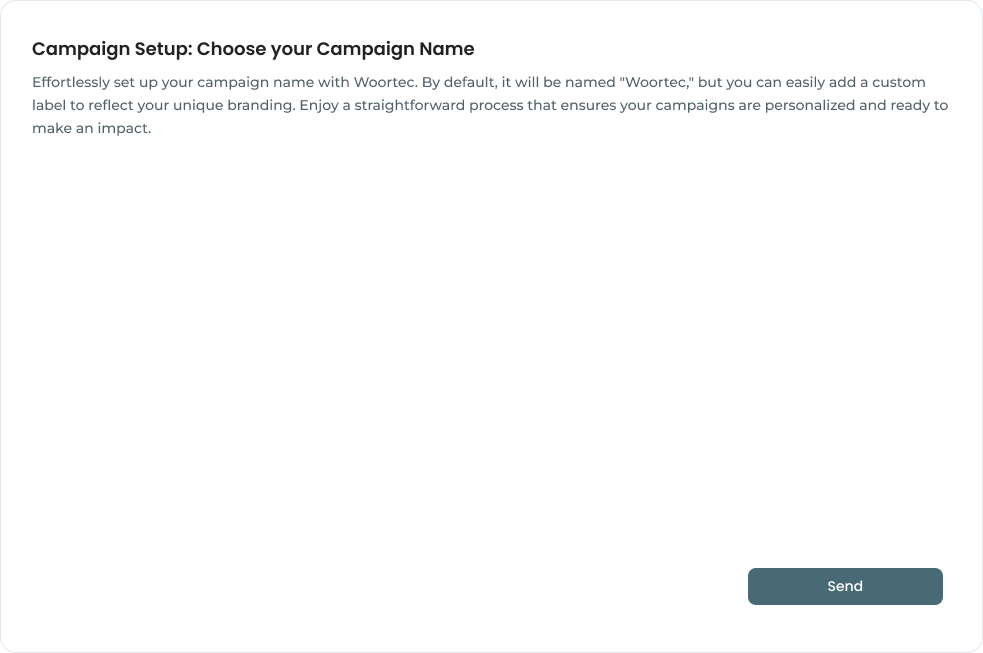 Campaign Setup: Choose your Campaign Name
Effortlessly set up your campaign name with Woortec. By default, it will be named "Woortec," but you can easily add a custom
label to reflect your unique branding. Enjoy a straightforward process that ensures your campaigns are personalized and ready to
make an impact.
Send